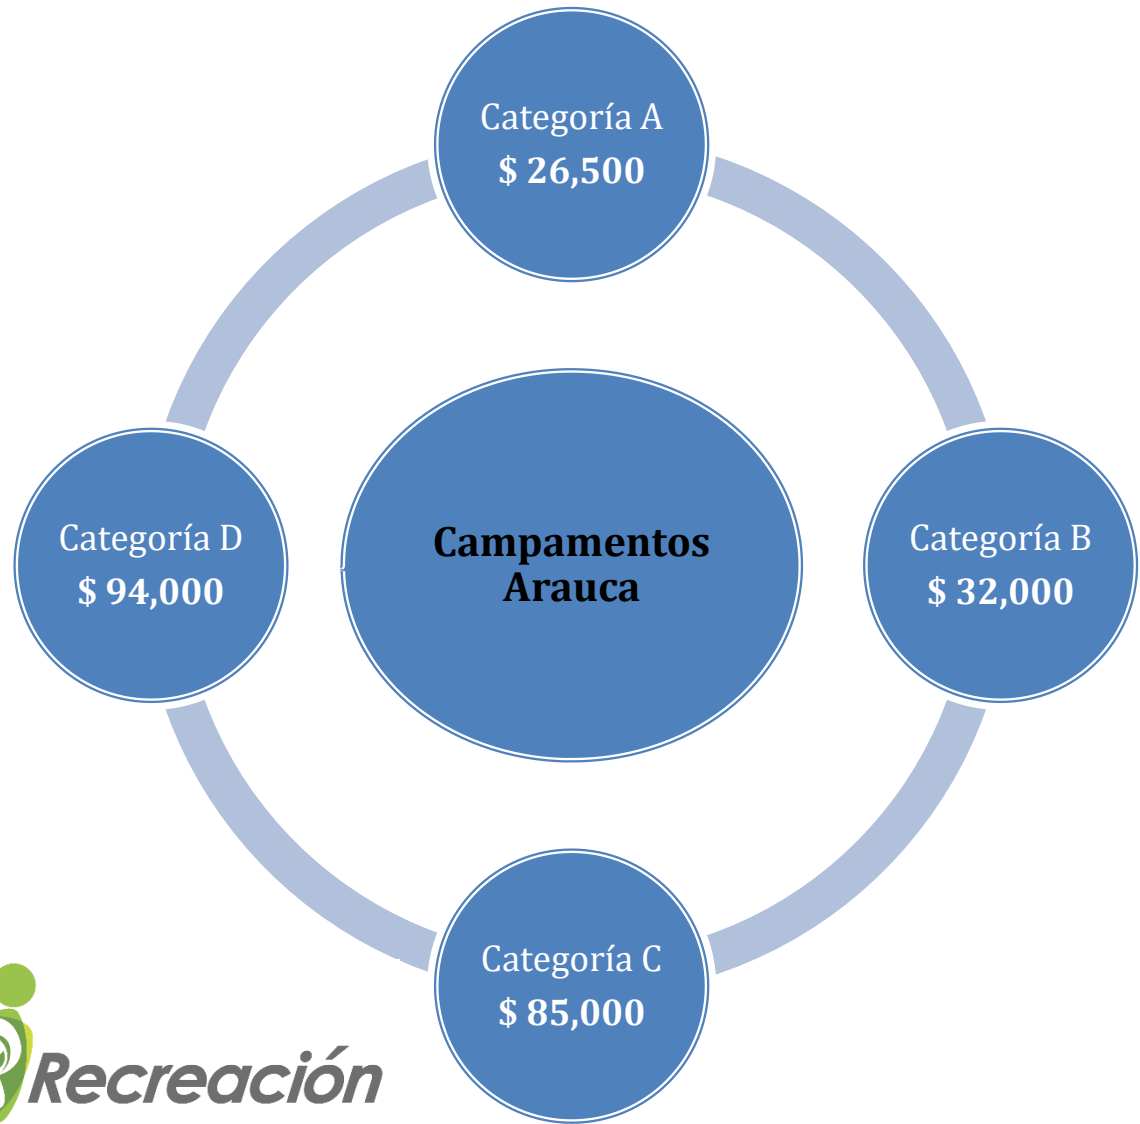 Categoría A
$ 26,500
Categoría D
$ 94,000
Campamentos
Arauca
Categoría B
$ 32,000
Categoría C
$ 85,000
Recreación